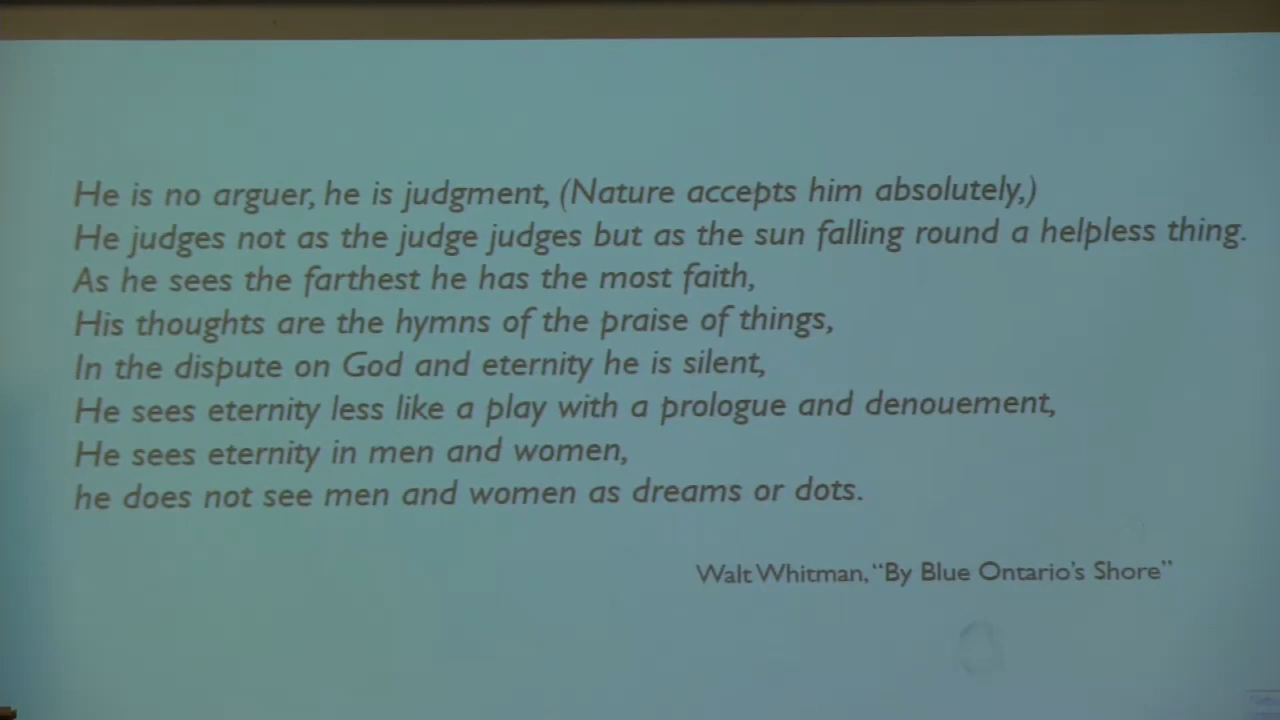 He is no arguer, he is judgment, (Nature accepts him absolutely,)
He judges not as the judge judges but as the sun falling round a helpless thing.
As he sees the farthest he has the most faith,
His thoughts are the hymns of the praise of things,
In the dispute on God and eternity he is silent,
He sees eternity less like a play with a prologue and denouement,
He sees eternity in men and women,
he does not see men and women as dreams or dots.
Walt Whitman, “By Blue Ontario's Shore”